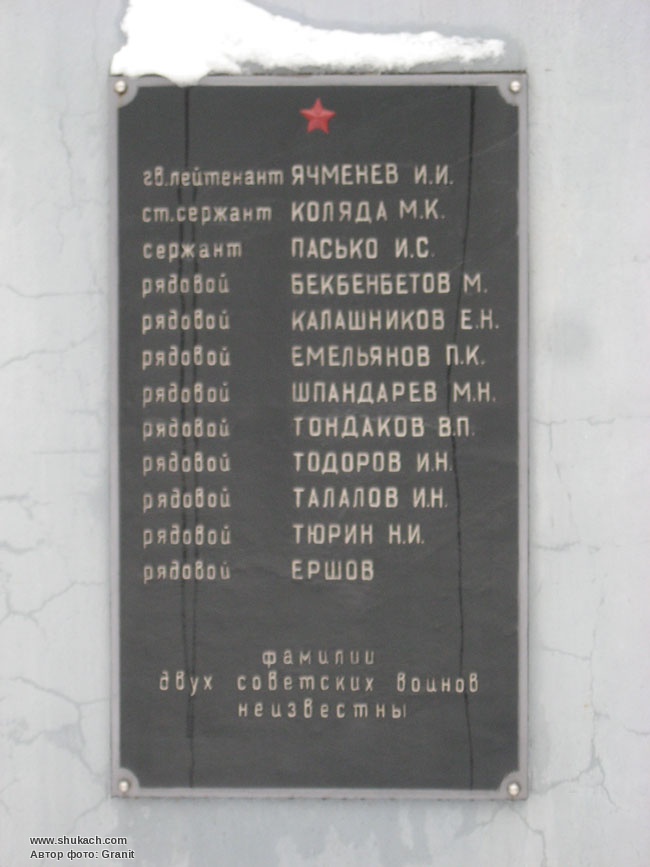 гв.лейтенант ЯЧМЕНЕВ И.И.
ст.сержант КОЛЯДА М.К.
сержант ПАСЬКО И.С.
рядовой БЕКБЕНБЕТОВ М.
рядовой КАЛАШНИКОВ Е.Н.
рядовой ЕМЕЛЬЯНОВ П.К.
рядовой ШПАНДАРЕВ М.Н.
рядовой ТОНДАКОВ В.П.
рядовой ТОДОРОВ И.Н.
рядовой ТАЛАЛОВ И.Н.
рядовой ТЮРИН Н.И.
рядовой ЕРШОВ
фамилии
двух советских воинов
неизвестны
www.shukach.com
Автор фото: Granit